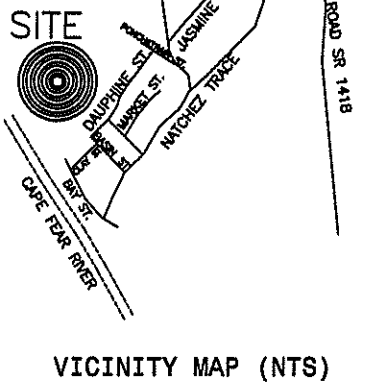 SITE
PONCHETRAIN ST.
JASMINE
ROAD SR 1418
DAUPHINE ST.
MARKET ST.
NATCHEZ TRACE
BASIN ST.
BAY ST.
CAPE FEAR RIVER
VICINITY MAP (NTS)